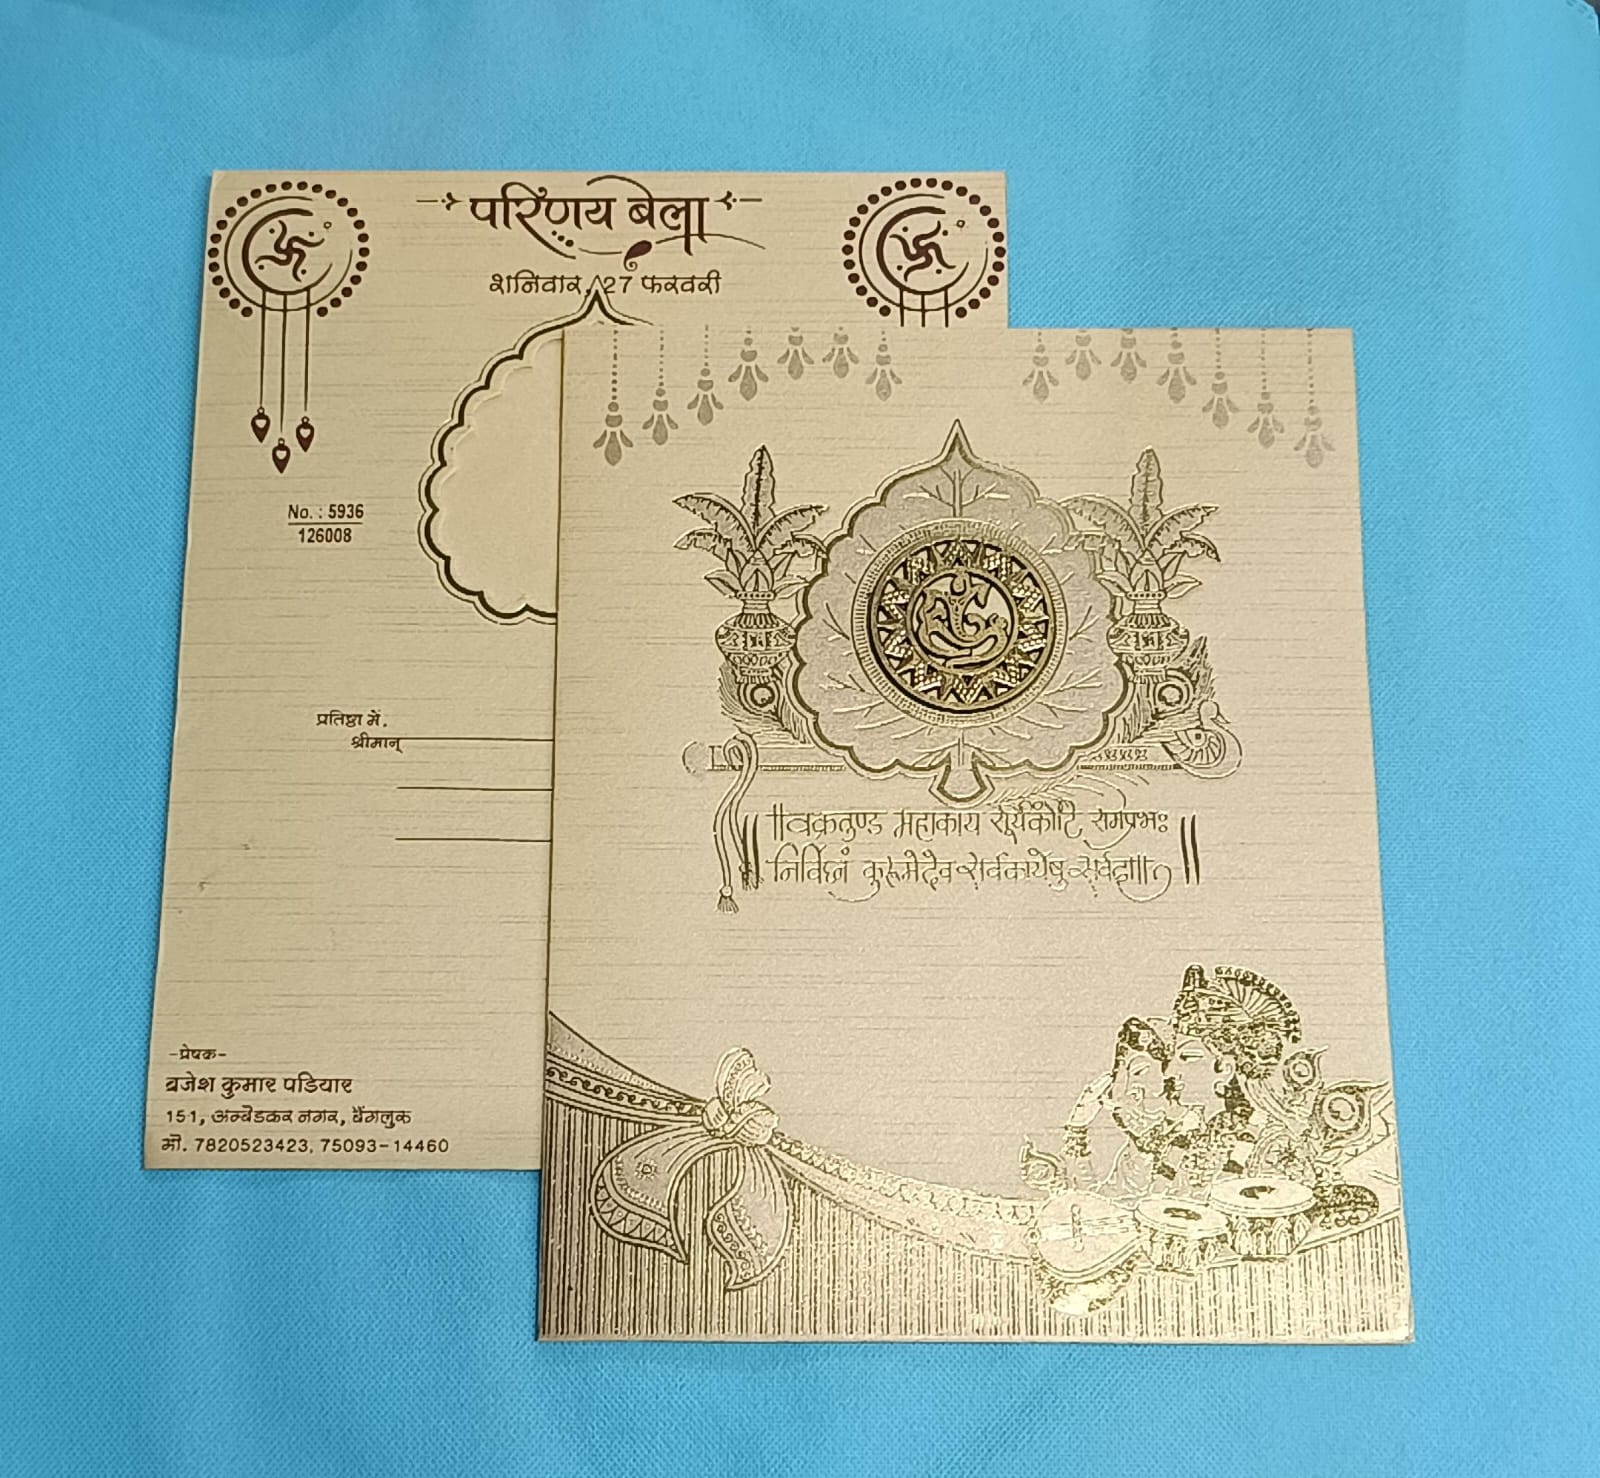 परिणय बेला
शनिवार, 27 फरवरी
No. : 5936
126008
प्रतिष्ठा में.
श्रीमान्
-प्रेषक-
ब्रजेश कुमार पडियार
151, अम्बेडकर नगर, बैंगलुरू
मो. 7820523423, 75093-14460
॥वक्रतुण्ड महाकाय सूर्यकोटि समप्रभः
निर्विघ्नं कुरूमेदेव सर्वकार्येषु सर्वदा॥